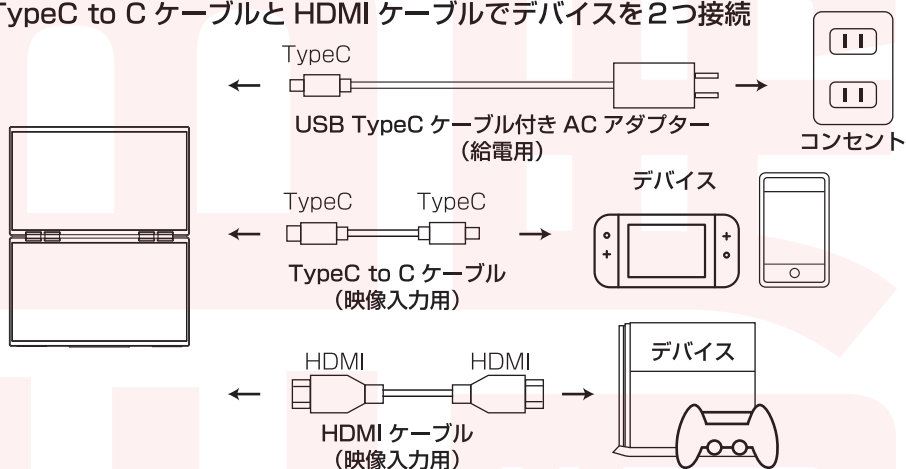 TypeC to C ケーブルと HDMI ケーブルでデバイスを2つ接続
TypeC
USB TypeC ケーブル付き AC アダプター
(給電用)
コンセント
デバイス
TypeC
TypeC
TypeC to C ケーブル
(映像入力用)
HDMI
HDMI
デバイス
HDMI ケーブル
(映像入力用)